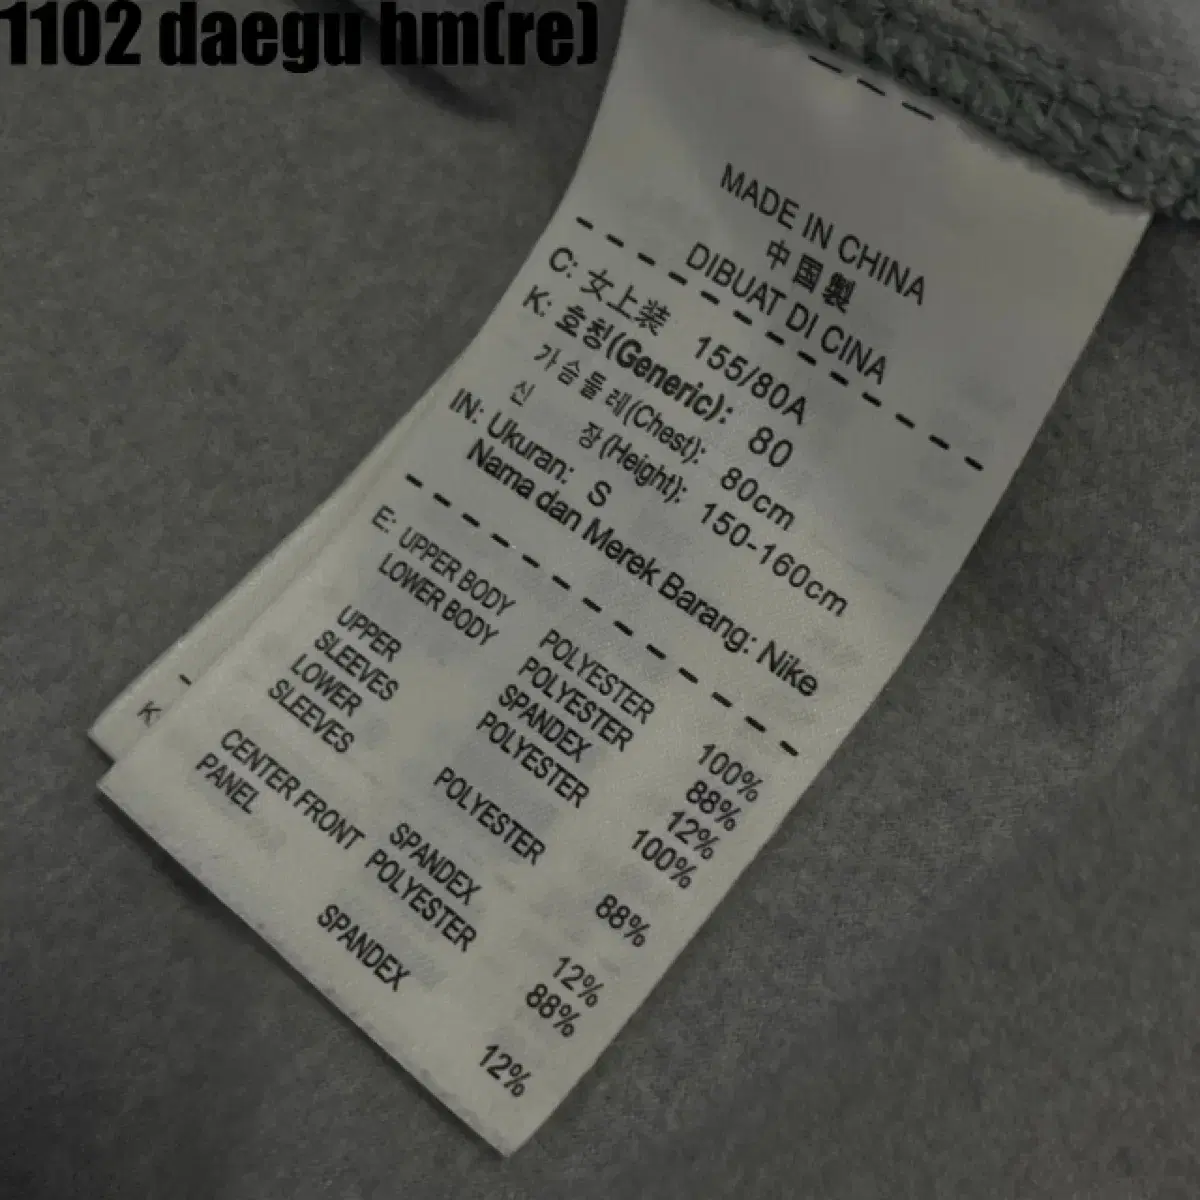 1102 daegu hm(re)
MADE IN CHINA
中国製
DIBUAT DI CINA
C: 女上装 155/80A
K: 호칭(Generic): 80
가슴둘레(Chest): 80cm
신 장(Height): 150-160cm
IN: Ukuran: S
Nama dan Merek Barang: Nike
E: UPPER BODY POLYESTER 100%
LOWER BODY POLYESTER 88%
SPANDEX 12%
UPPER SLEEVES POLYESTER 100%
LOWER SLEEVES POLYESTER 88%
SPANDEX 12%
CENTER FRONT PANEL POLYESTER 88%
SPANDEX 12%
K